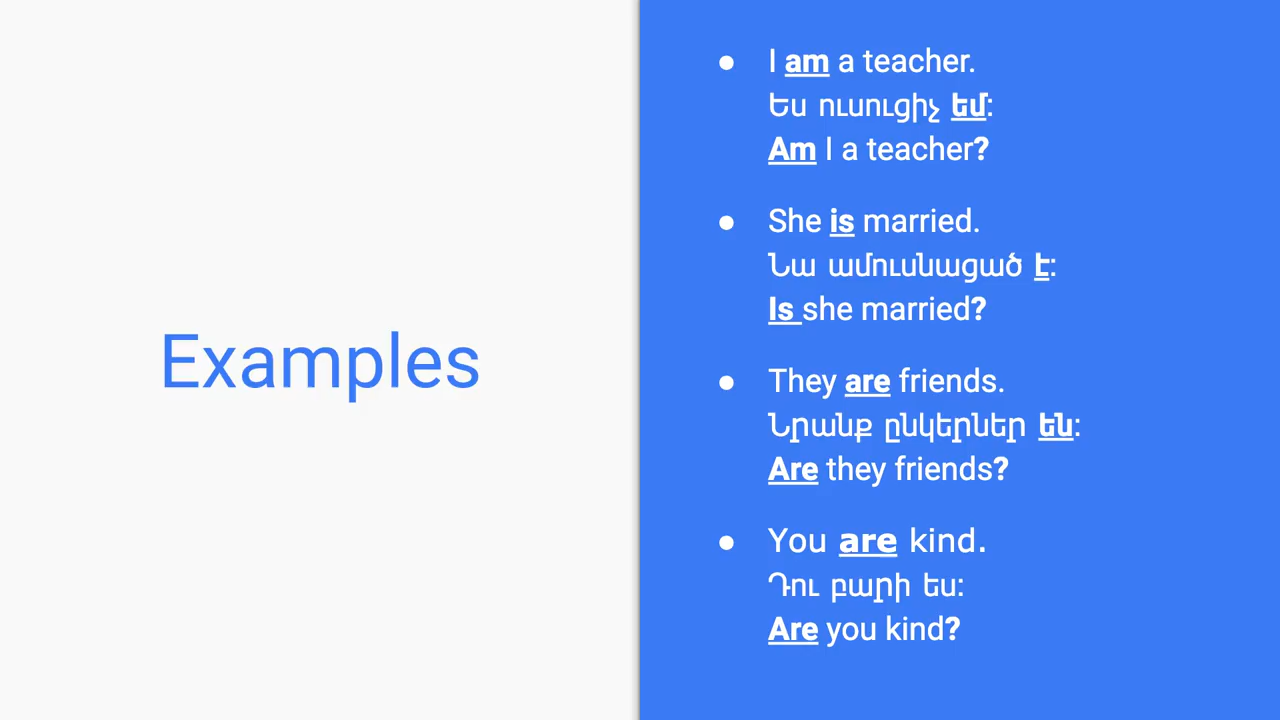 Examples
● I am a teacher.
Ես ուսուցիչ եմ:
Am I a teacher?
● She is married.
Նա ամուսնացած է:
Is she married?
● They are friends.
Նրանք ընկերներ են:
Are they friends?
● You are kind.
Դու բարի ես:
Are you kind?